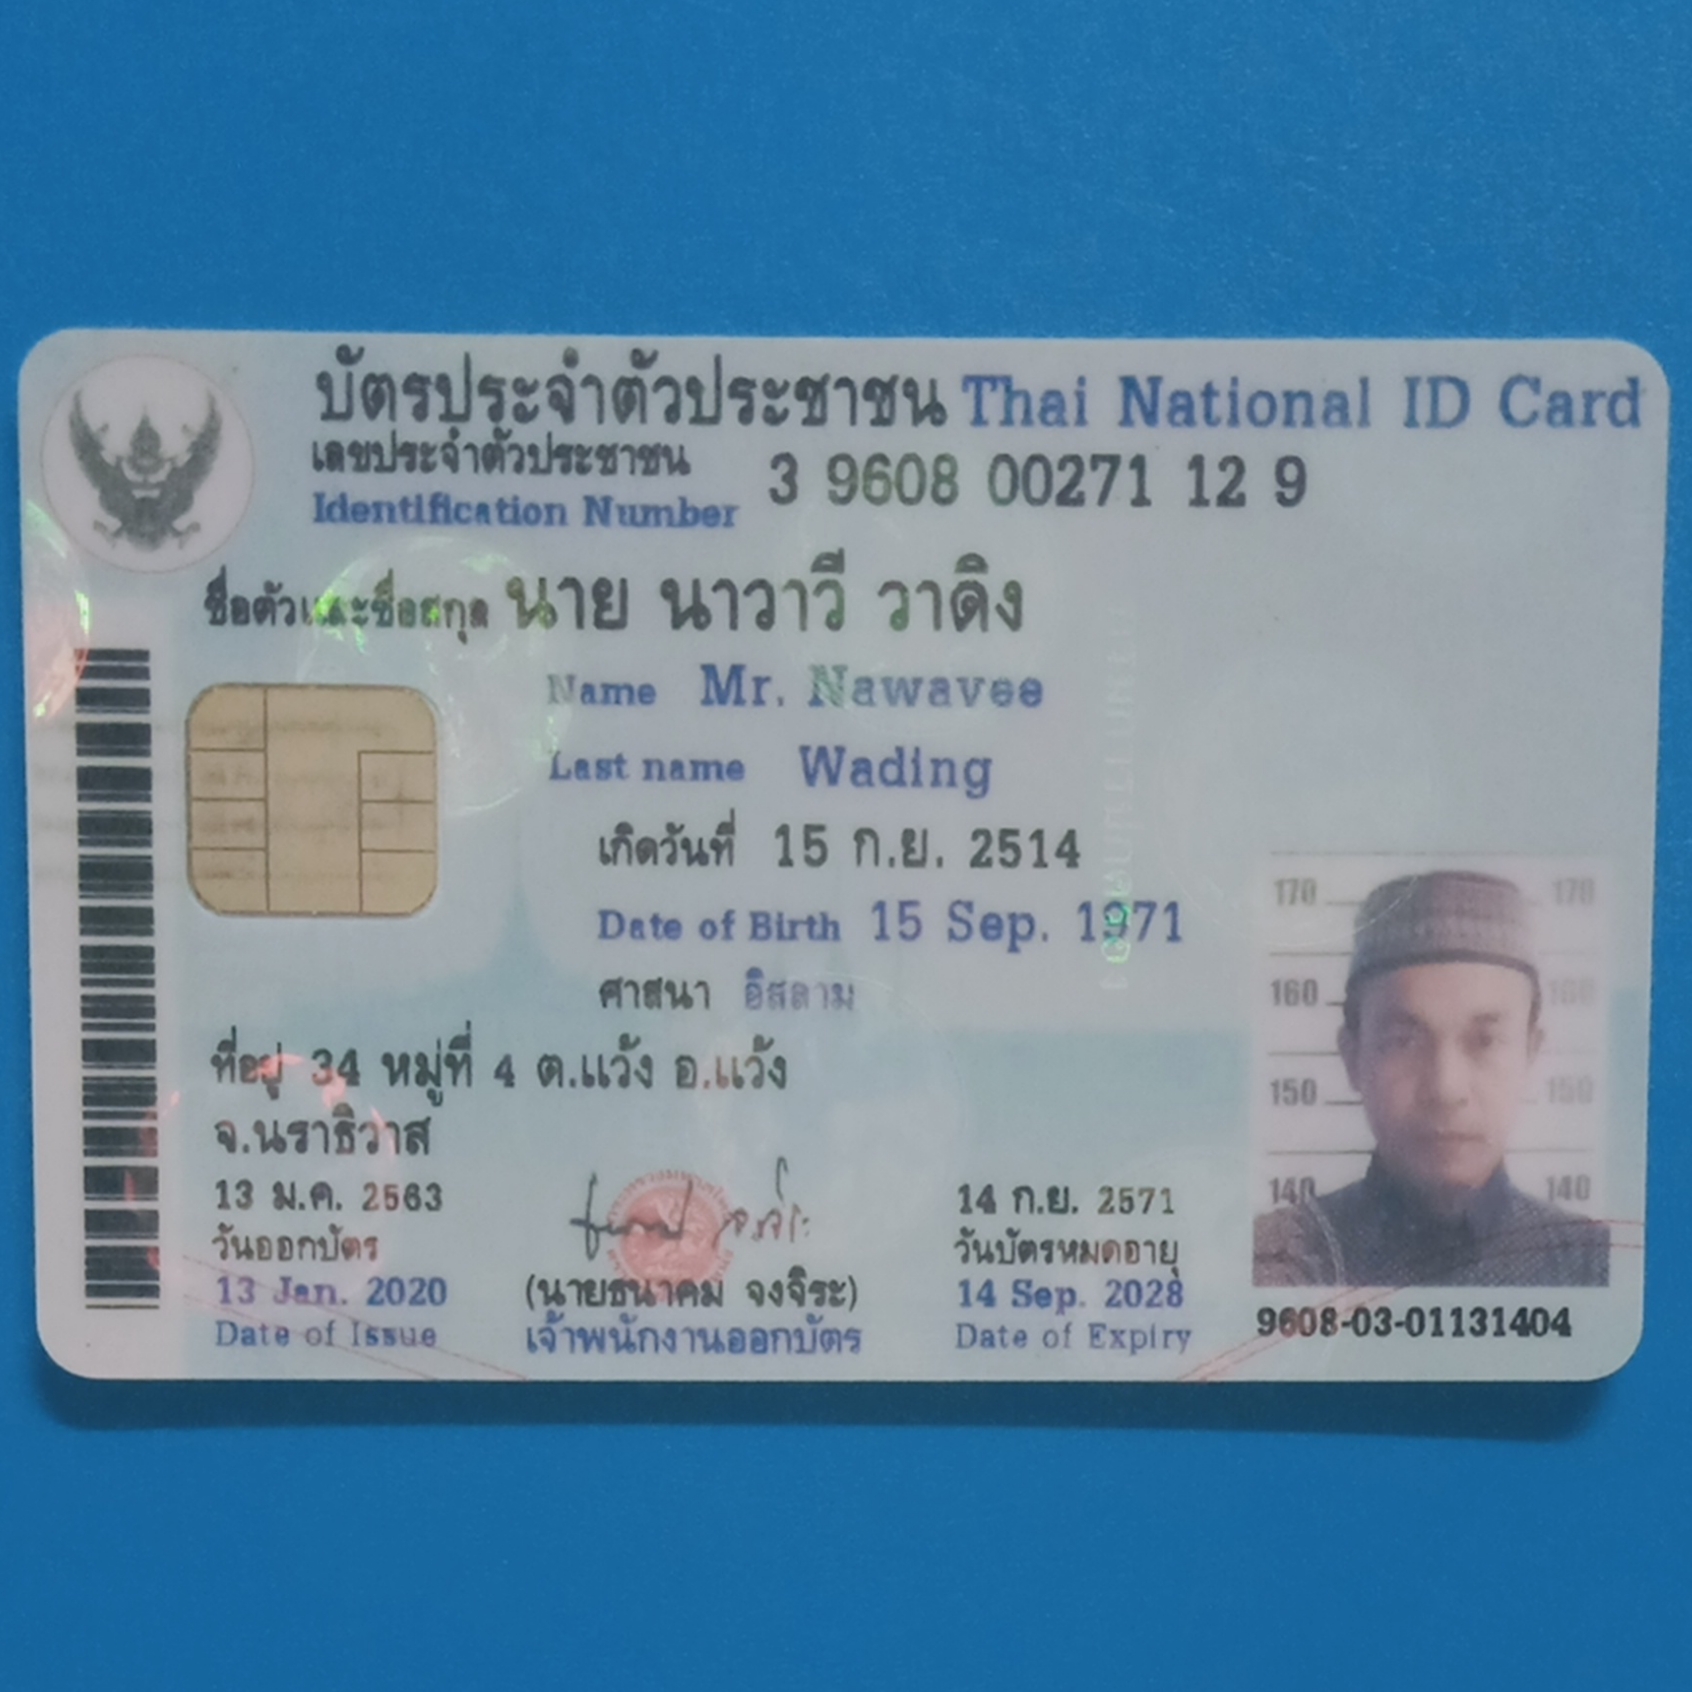 บัตรประจำตัวประชาชน Thai National ID Card
เลขประจำตัวประชาชน 3 9608 00271 12 9
Identification Number
ชื่อตัวและชื่อสกุล นาย นาวาวี วาดิง
Name Mr. Nawavee
Last name Wading
เกิดวันที่ 15 ก.ย. 2514
Date of Birth 15 Sep. 1971
ศาสนา อิสลาม
ที่อยู่ 34 หมู่ที่ 4 ต.แว้ง อ.แว้ง
จ.นราธิวาส
13 ม.ค. 2563
วันออกบัตร
13 Jan. 2020
Date of Issue
(นายธนาคม จงจิระ)
เจ้าพนักงานออกบัตร
14 ก.ย. 2571
วันบัตรหมดอายุ
14 Sep. 2028
Date of Expiry
170 170
160 160
150 150
140 140
9608-03-01131404